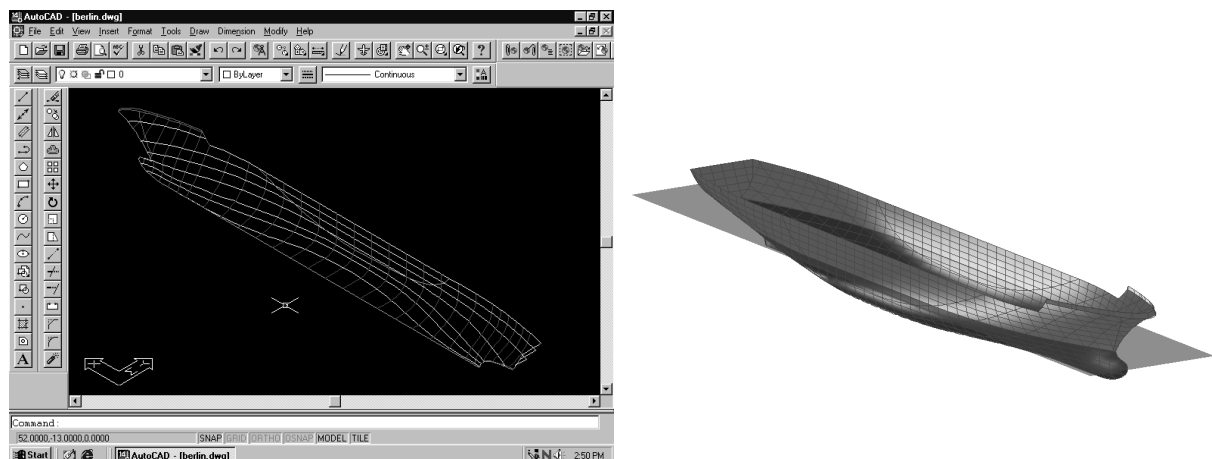 AutoCAD - [berlin.dwg]
File Edit View Insert Format Tools Draw Dimension Modify Help
0 ByLayer Continuous
A
Command:
52.0000,-13.0000,0.0000 SNAP GRID ORTHO OSNAP MODEL TILE
Start AutoCAD - [berlin.dwg] 2:50 PM